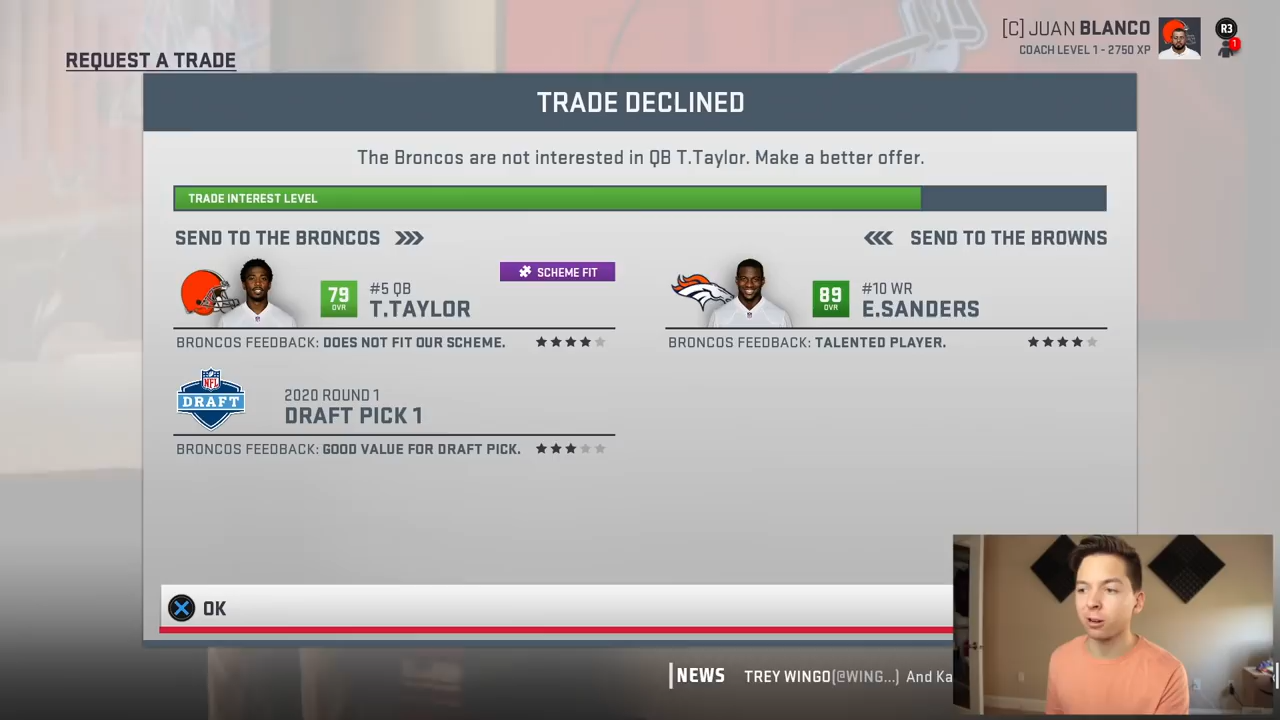 [C] JUAN BLANCO
COACH LEVEL 1 - 2750 XP
R3
1
REQUEST A TRADE
TRADE DECLINED
The Broncos are not interested in QB T.Taylor. Make a better offer.
TRADE INTEREST LEVEL
SEND TO THE BRONCOS
SEND TO THE BROWNS
SCHEME FIT
79
OVR
#5 QB
T.TAYLOR
89
OVR
#10 WR
E.SANDERS
BRONCOS FEEDBACK: DOES NOT FIT OUR SCHEME.
BRONCOS FEEDBACK: TALENTED PLAYER.
NFL
DRAFT
2020 ROUND 1
DRAFT PICK 1
BRONCOS FEEDBACK: GOOD VALUE FOR DRAFT PICK.
OK
NEWS
TREY WINGO(@WING...) And Ka